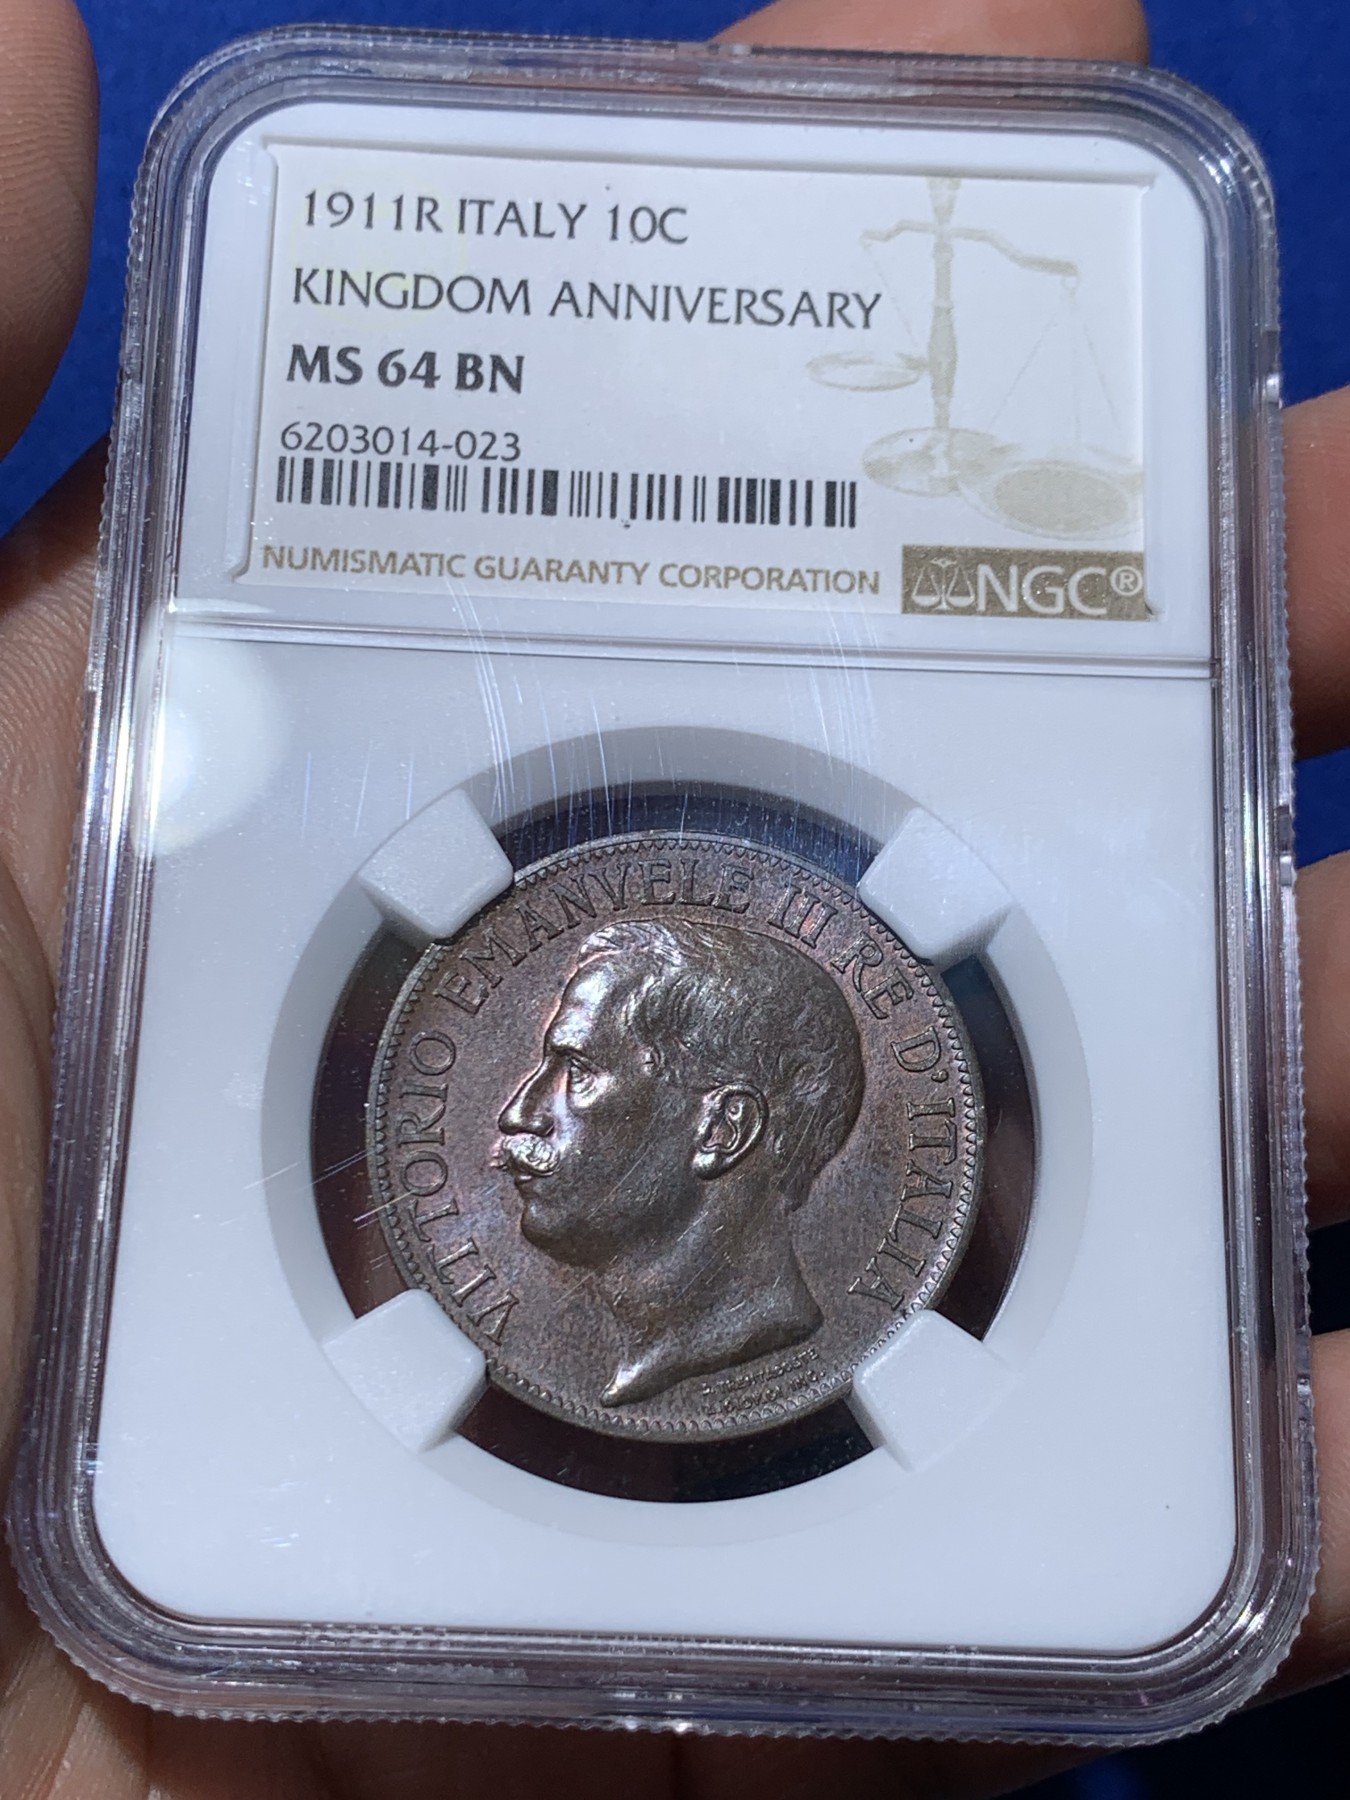 1911R ITALY 10C
KINGDOM ANNIVERSARY
MS 64 BN
6203014-023
NUMISMATIC GUARANTY CORPORATION
NGC®
VITTORIO EMANVELE III RE D'ITALIA
D. TRENTACOSTE